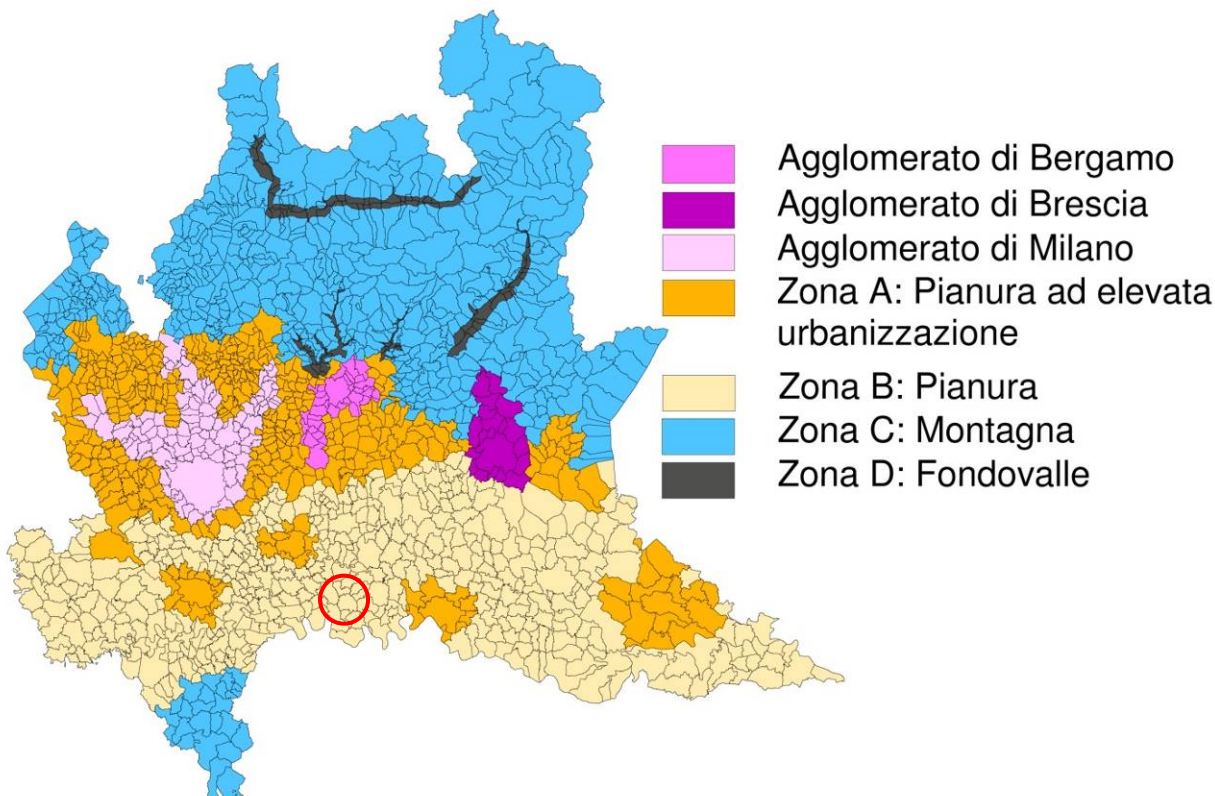 Agglomerato di Bergamo
Agglomerato di Brescia
Agglomerato di Milano
Zona A: Pianura ad elevata
urbanizzazione
Zona B: Pianura
Zona C: Montagna
Zona D: Fondovalle